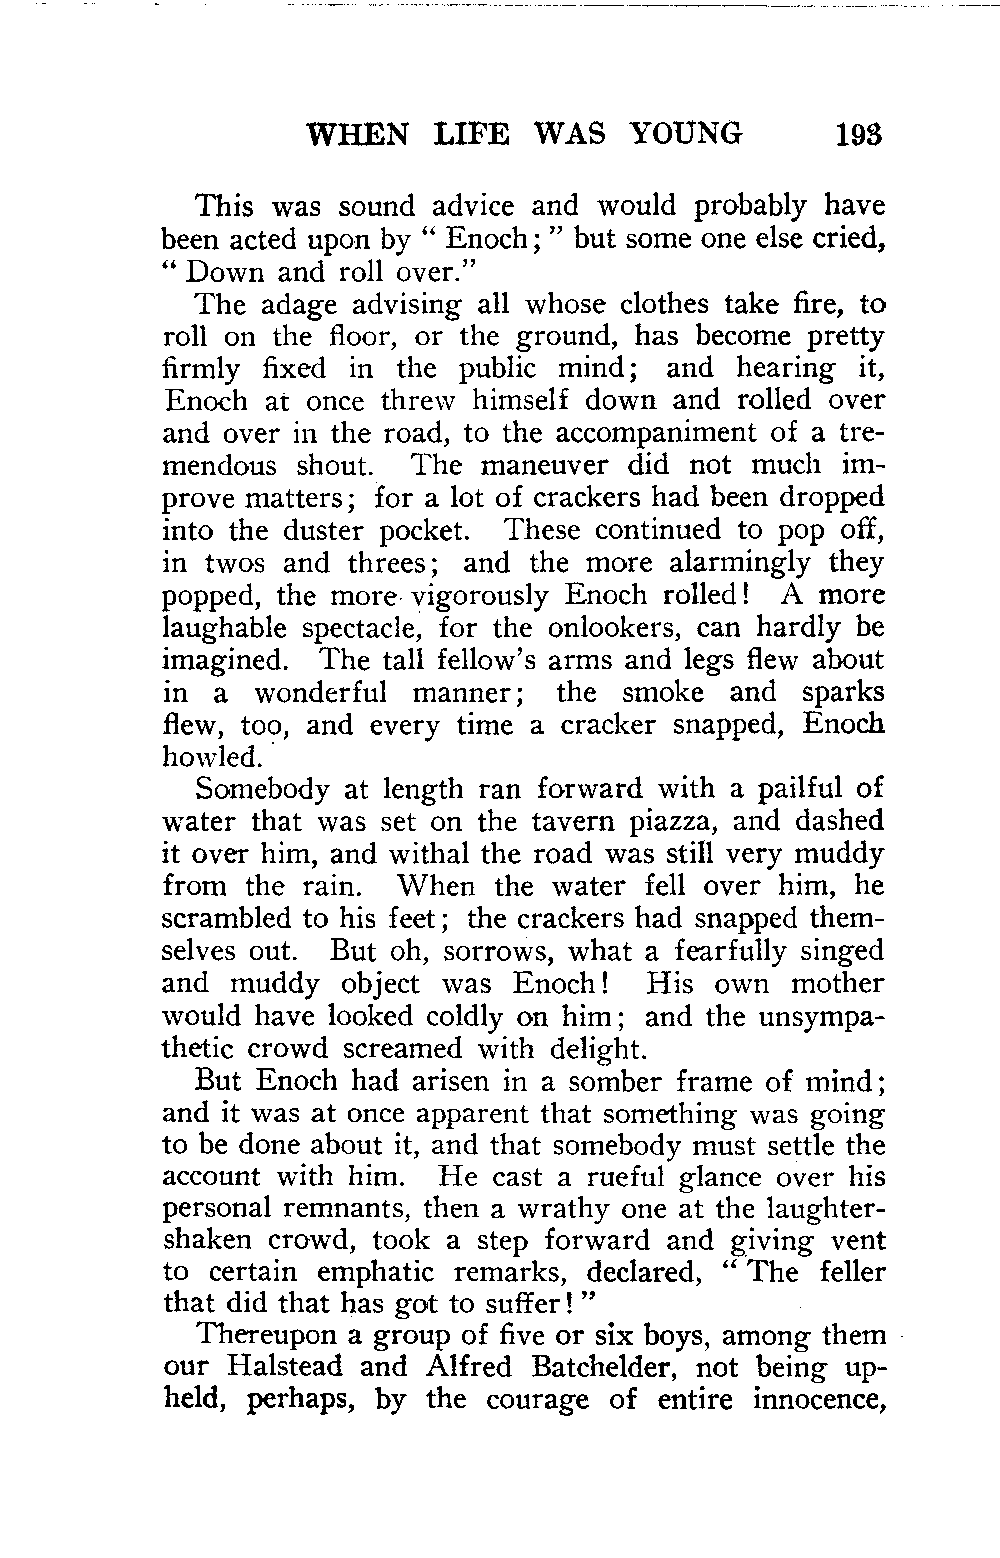 WHEN LIFE WAS YOUNG 193
This was sound advice and would probably have
been acted upon by “ Enoch; ” but some one else cried,
“ Down and roll over.”
The adage advising all whose clothes take fire, to
roll on the floor, or the ground, has become pretty
firmly fixed in the public mind; and hearing it,
Enoch at once threw himself down and rolled over
and over in the road, to the accompaniment of a tre-
mendous shout. The maneuver did not much im-
prove matters; for a lot of crackers had been dropped
into the duster pocket. These continued to pop off,
in twos and threes; and the more alarmingly they
popped, the more vigorously Enoch rolled! A more
laughable spectacle, for the onlookers, can hardly be
imagined. The tall fellow’s arms and legs flew about
in a wonderful manner; the smoke and sparks
flew, too, and every time a cracker snapped, Enoch
howled.
Somebody at length ran forward with a pailful of
water that was set on the tavern piazza, and dashed
it over him, and withal the road was still very muddy
from the rain. When the water fell over him, he
scrambled to his feet; the crackers had snapped them-
selves out. But oh, sorrows, what a fearfully singed
and muddy object was Enoch! His own mother
would have looked coldly on him; and the unsympa-
thetic crowd screamed with delight.
But Enoch had arisen in a somber frame of mind;
and it was at once apparent that something was going
to be done about it, and that somebody must settle the
account with him. He cast a rueful glance over his
personal remnants, then a wrathy one at the laughter-
shaken crowd, took a step forward and giving vent
to certain emphatic remarks, declared, “ The feller
that did that has got to suffer! ”
Thereupon a group of five or six boys, among them
our Halstead and Alfred Batchelder, not being up-
held, perhaps, by the courage of entire innocence,